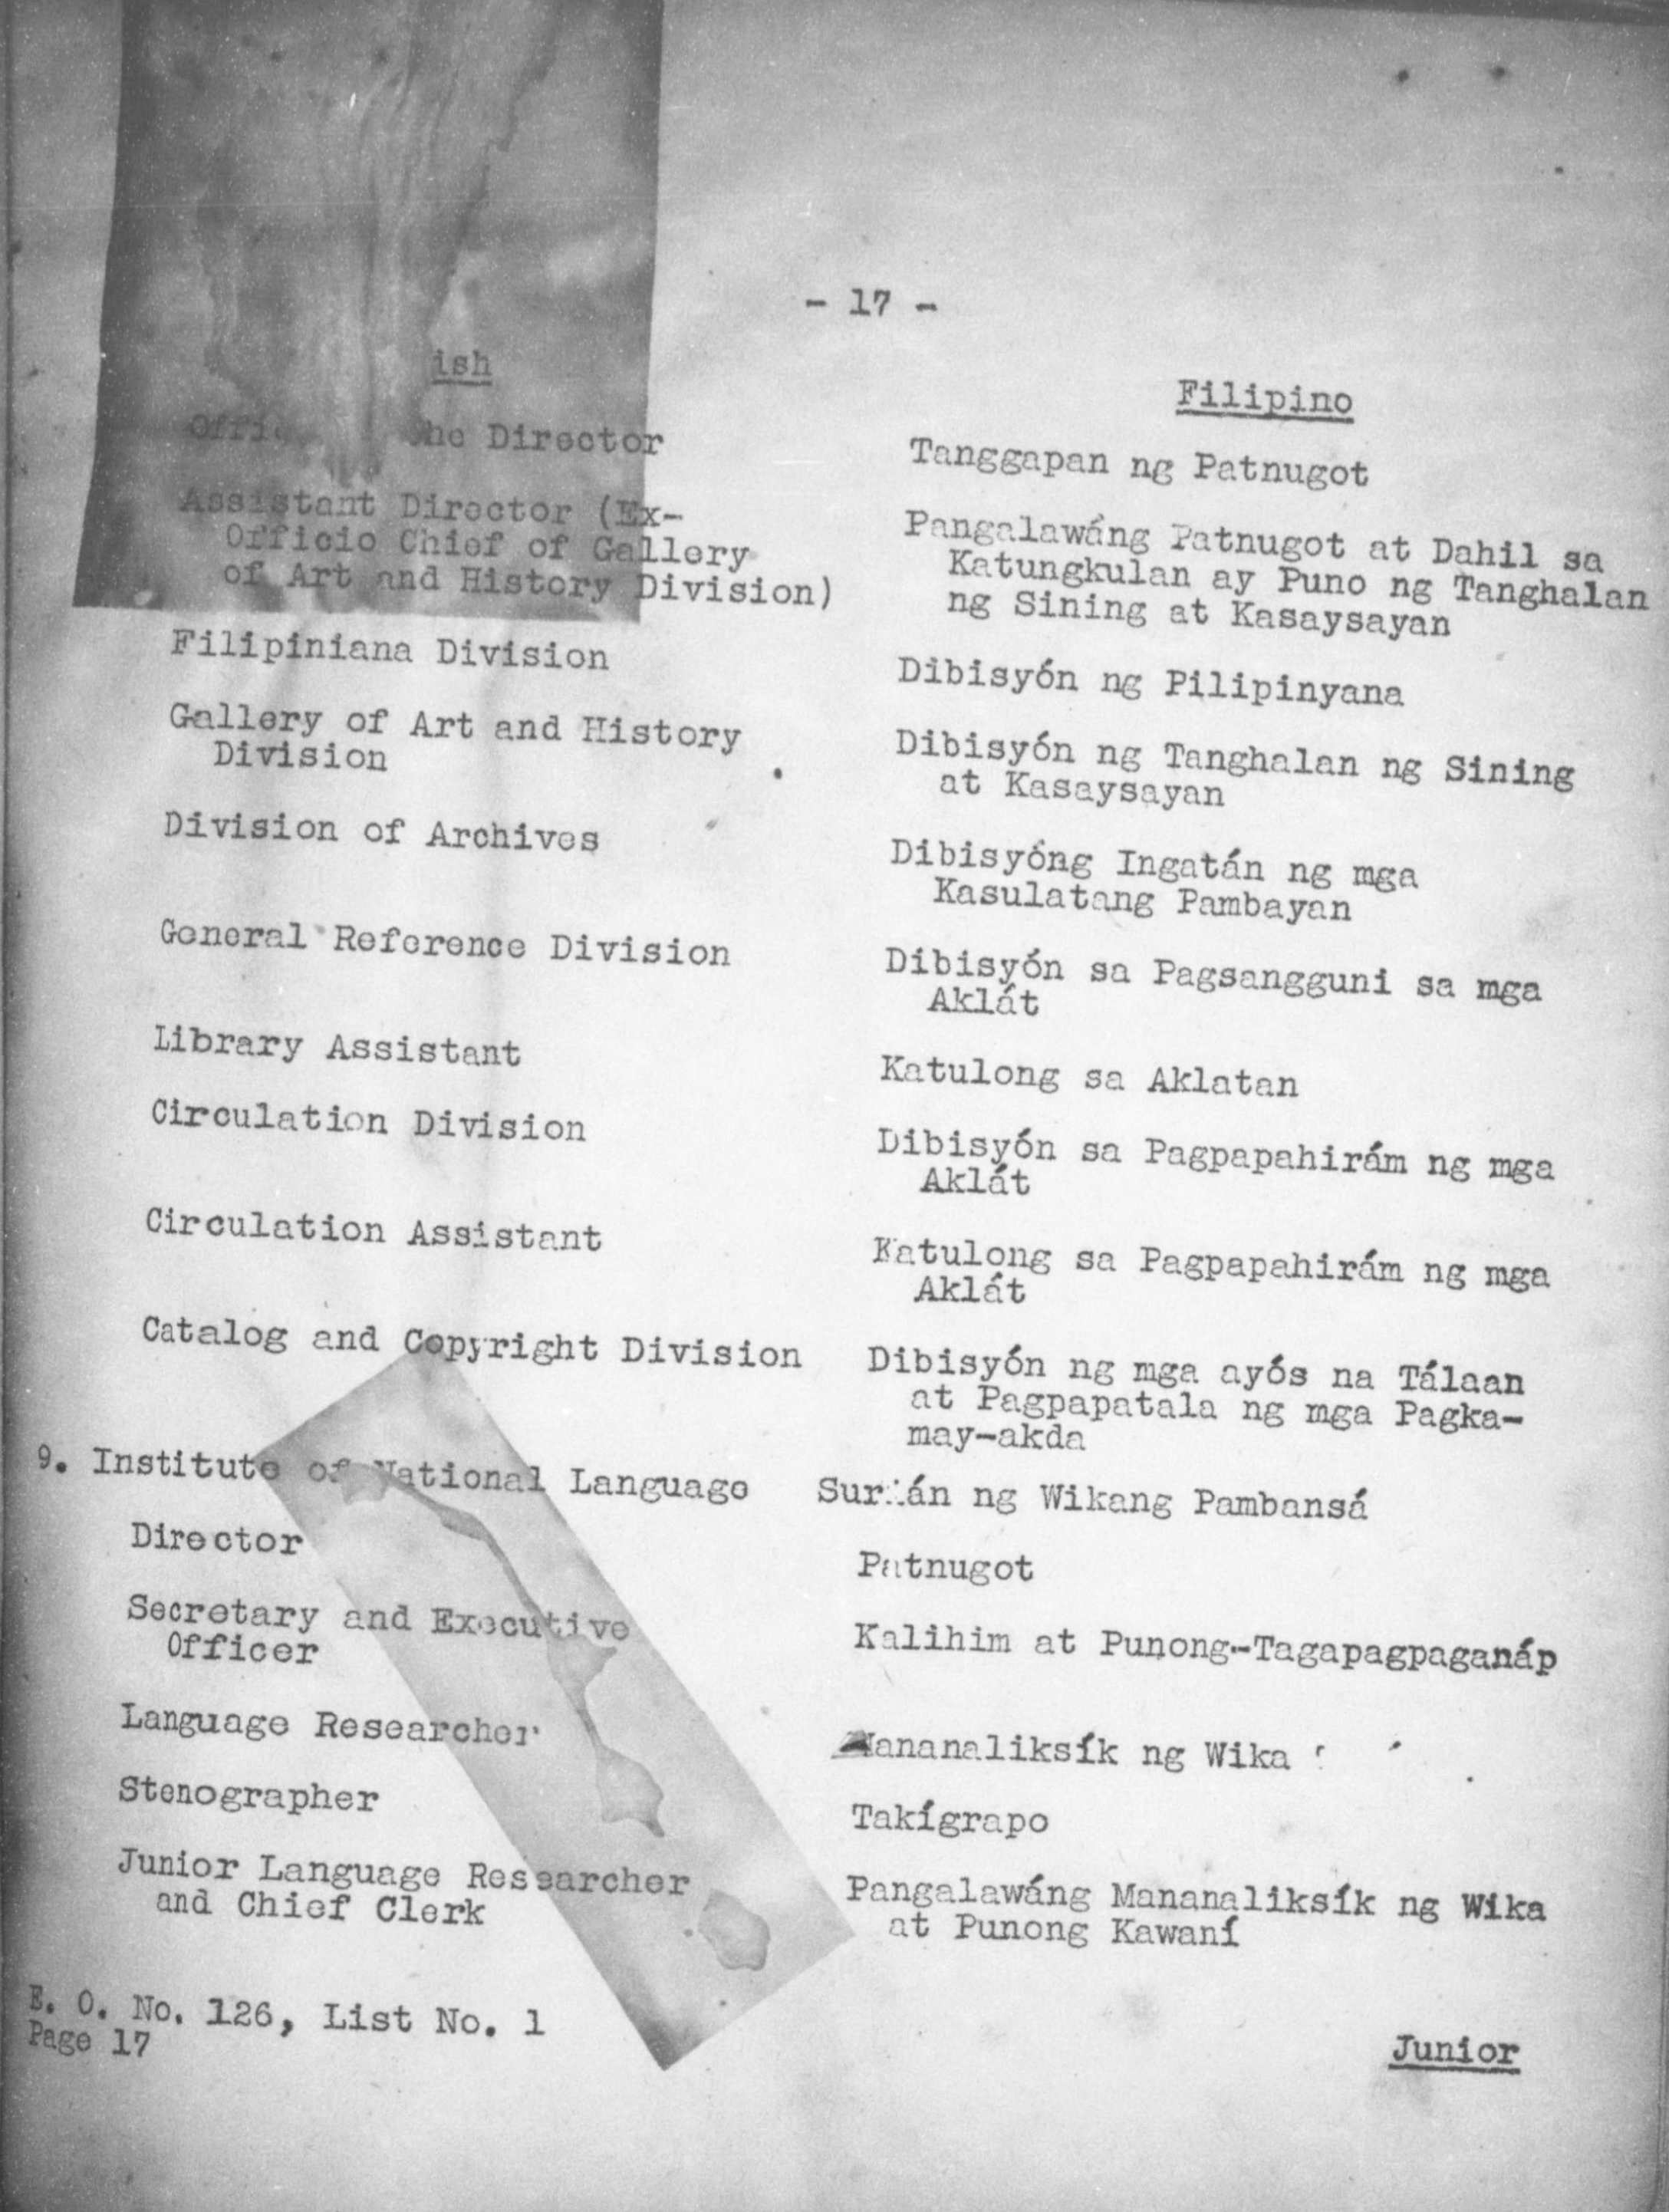 - 17 -
ish
Filipino
he Director
Tanggapan ng Patnugot
Assistant Director (Ex-
Officio Chief of Gallery
of Art and History Division)
Pangalawáng Patnugot at Dahil sa
Katungkulan ay Puno ng Tanghalan
ng Sining at Kasaysayan
Filipiniana Division
Dibisyón ng Pilipinyana
Gallery of Art and History
Division
Dibisyón ng Tanghalan ng Sining
at Kasaysayan
Division of Archives
Dibisyóng Ingatán ng mga
Kasulatang Pambayan
General Reference Division
Dibisyón sa Pagsangguni sa mga
Aklát
Library Assistant
Katulong sa Aklatan
Circulation Division
Dibisyón sa Pagpapahirám ng mga
Aklát
Circulation Assistant
Katulong sa Pagpapahirám ng mga
Aklát
Catalog and Copyright Division
Dibisyón ng mga ayós na Tálaan
at Pagpapatala ng mga Pagka-
may-akda
9. Institute of National Language
Surián ng Wikang Pambansá
Director
Patnugot
Secretary and Executive
Officer
Kalihim at Punong-Tagapagpaganáp
Language Researcher
Mananaliksík ng Wika
Stenographer
Takígrapo
Junior Language Researcher
and Chief Clerk
Pangalawáng Mananaliksík ng Wika
at Punong Kawaní
E. O. No. 126, List No. 1
Page 17
Junior